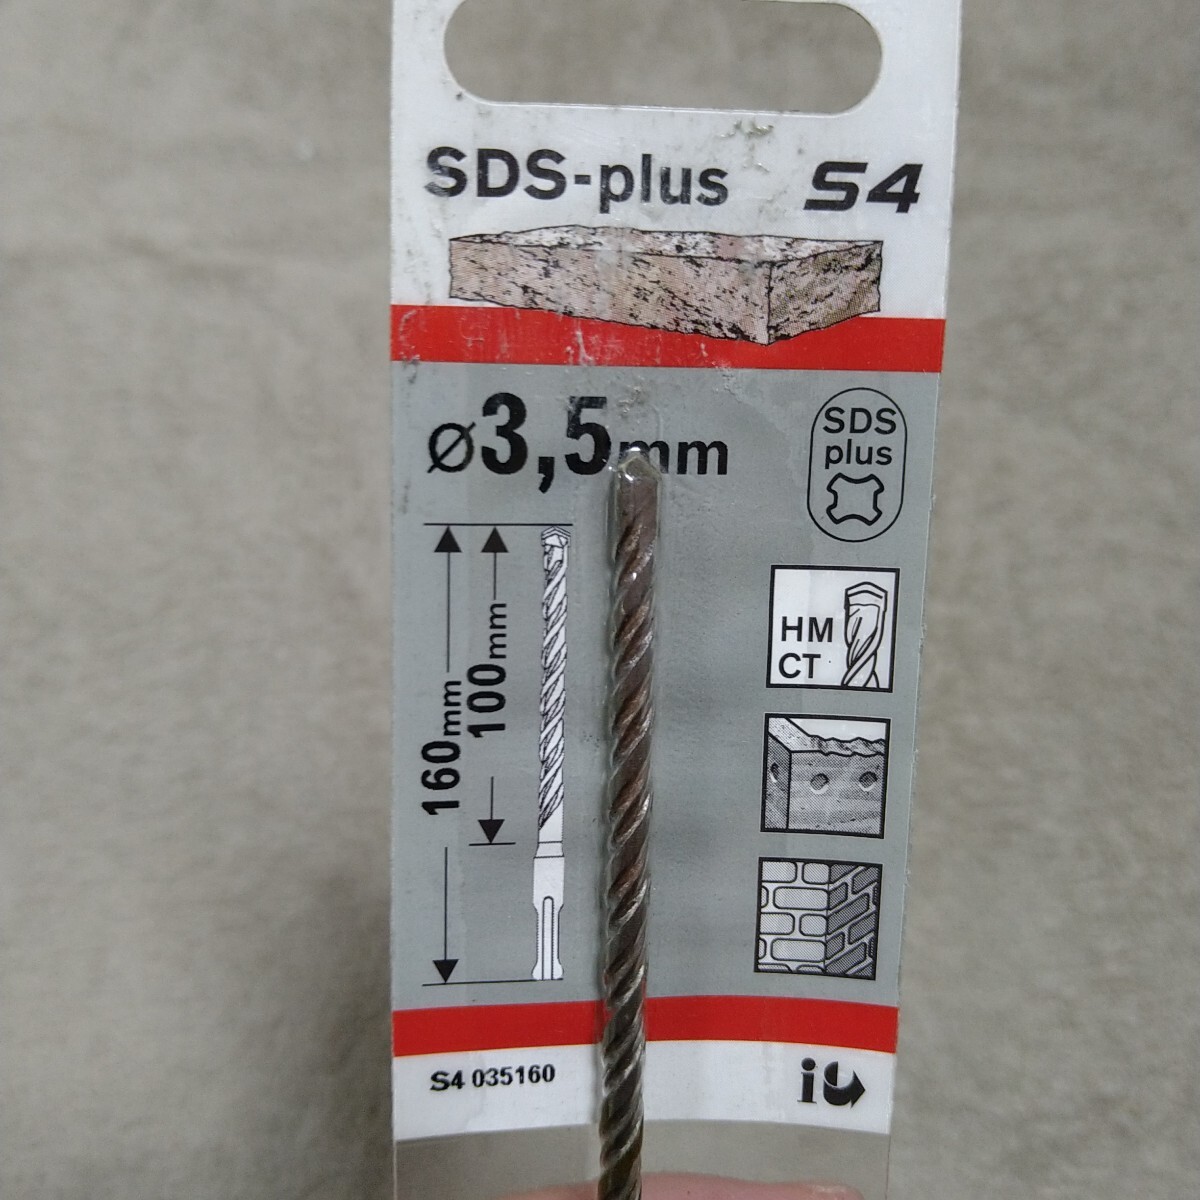 SDS-plus S4
ø3,5mm
SDS
plus
160mm
100mm
HM
CT
S4 035160